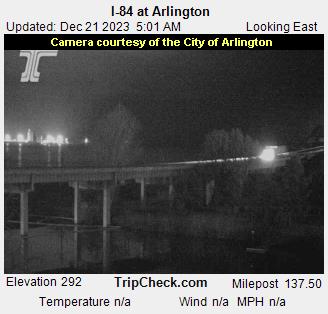 I-84 at Arlington
Updated: Dec 21 2023 5:01 AM Looking East
Camera courtesy of the City of Arlington
Elevation 292 TripCheck.com Milepost 137.50
Temperature n/a Wind n/a MPH n/a